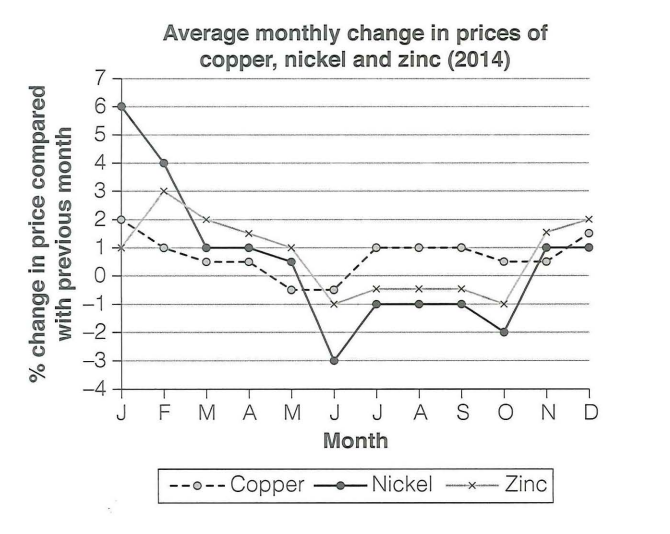 Average monthly change in prices of
copper, nickel and zinc (2014)
% change in price compared
with previous month
7
6
5
4
3
2
1
0
–1
–2
–3
–4
J F M A M J J A S O N D
Month
Copper Nickel Zinc